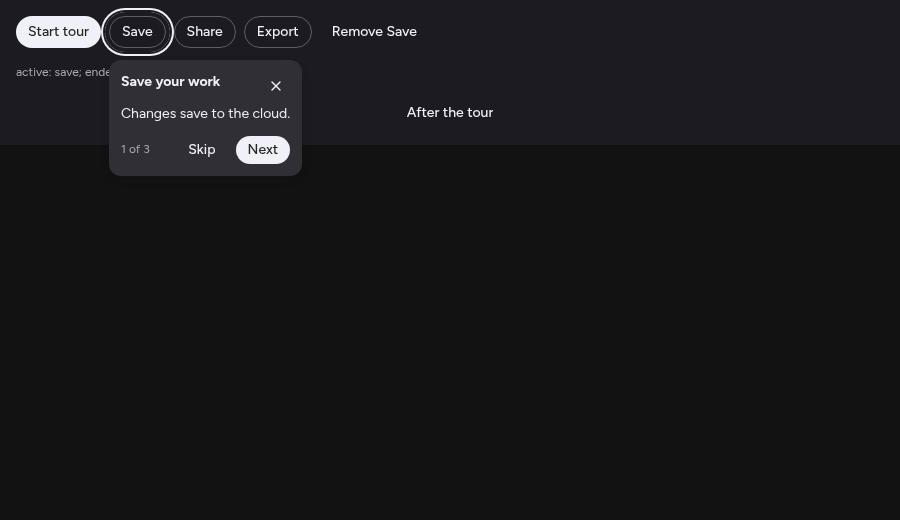 Start tour Save Share Export Remove Save
active: save; ende
Save your work
Changes save to the cloud.
After the tour
1 of 3 Skip Next